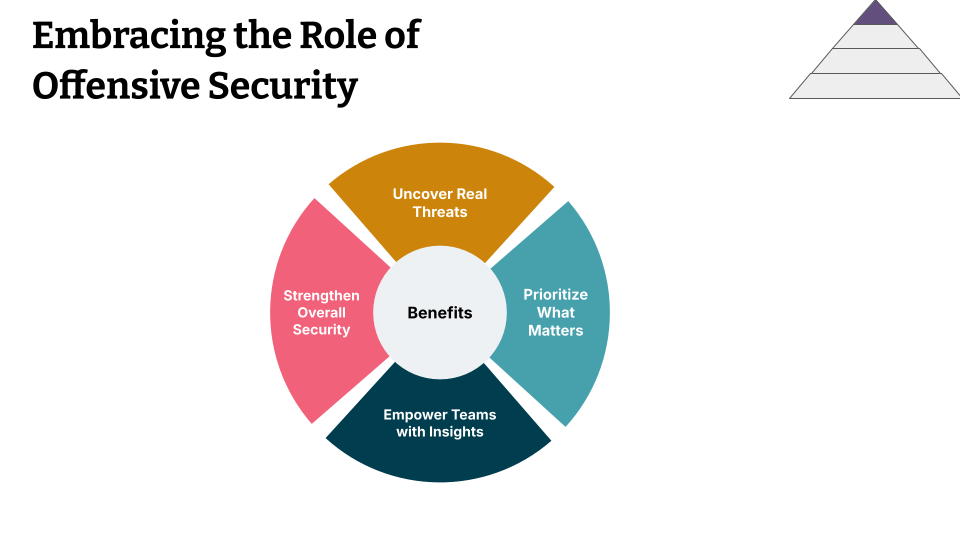 Embracing the Role of
Offensive Security
Uncover Real
Threats
Strengthen
Overall
Security
Benefits
Prioritize
What
Matters
Empower Teams
with Insights